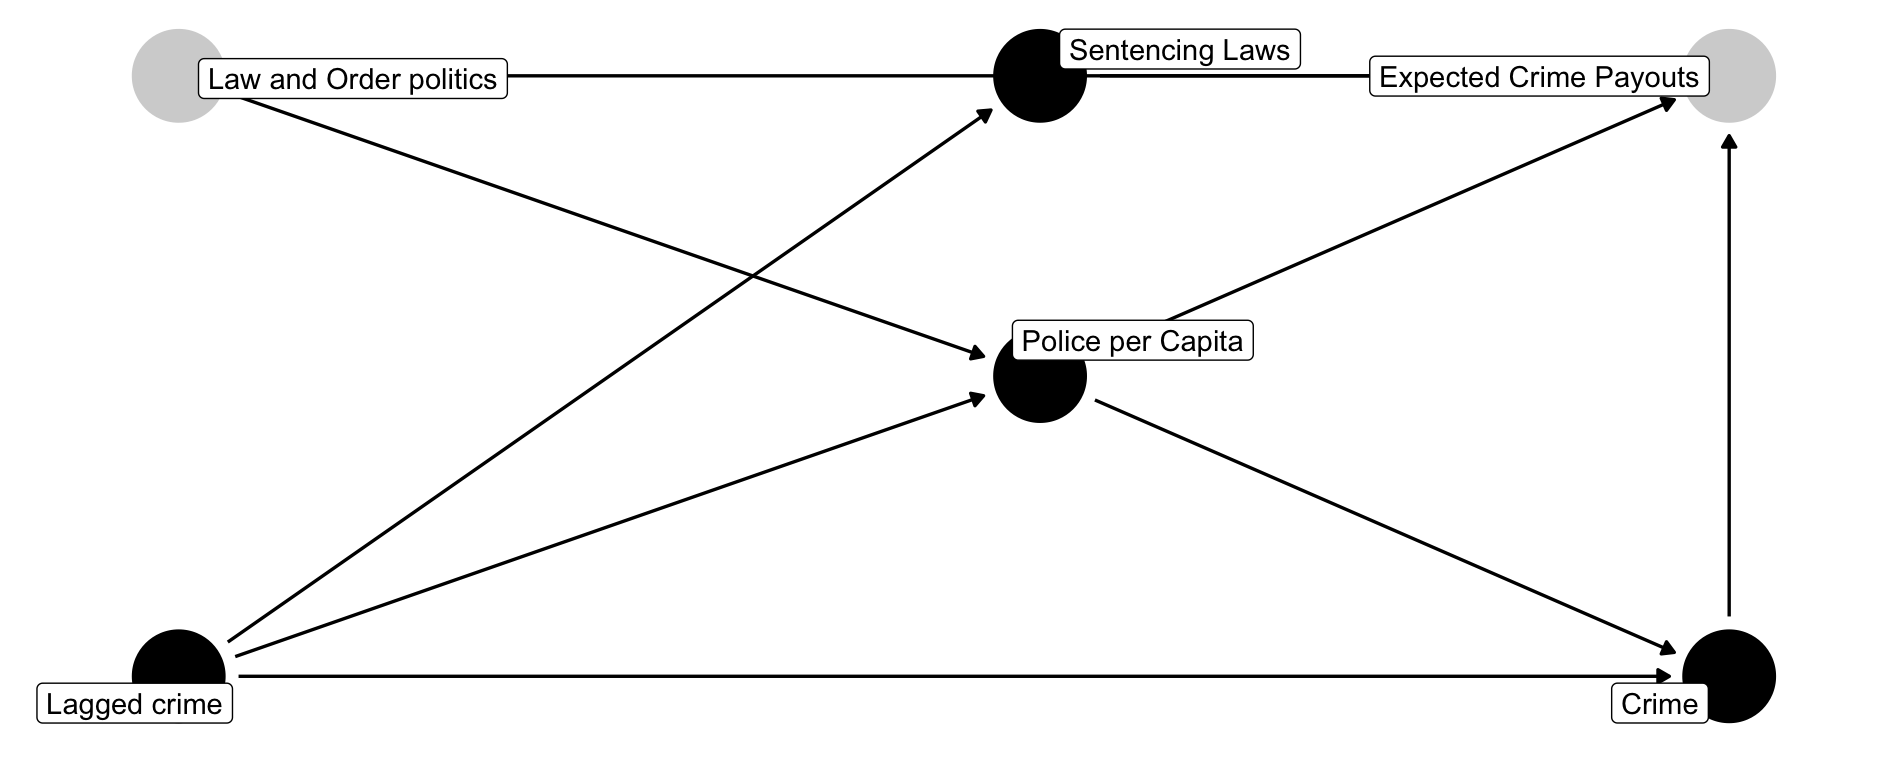 Sentencing Laws
Law and Order politics
Expected Crime Payouts
Police per Capita
Lagged crime
Crime